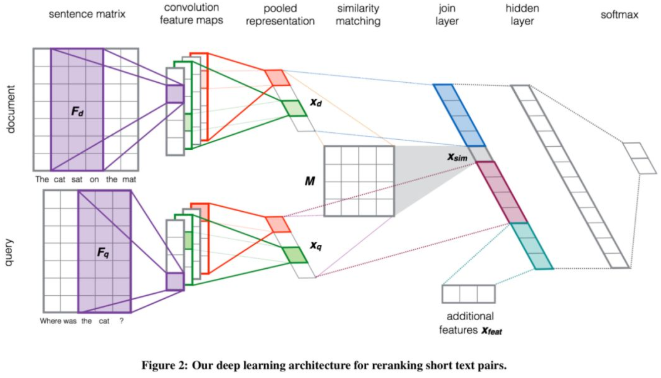 sentence matrix
convolution
feature maps
pooled
representation
similarity
matching
join
layer
hidden
layer
softmax
document
F_d
The cat sat on the mat
x_d
M
x_sim
query
F_q
Where was the cat ?
x_q
additional
features x_feat
Figure 2: Our deep learning architecture for reranking short text pairs.